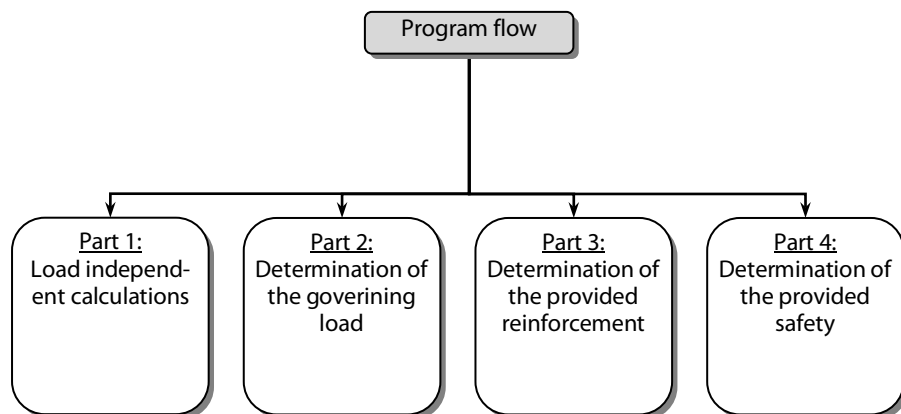 Program flow
Part 1:
Load independ-
ent calculations
Part 2:
Determination of
the goverining
load
Part 3:
Determination of
the provided
reinforcement
Part 4:
Determination of
the provided
safety